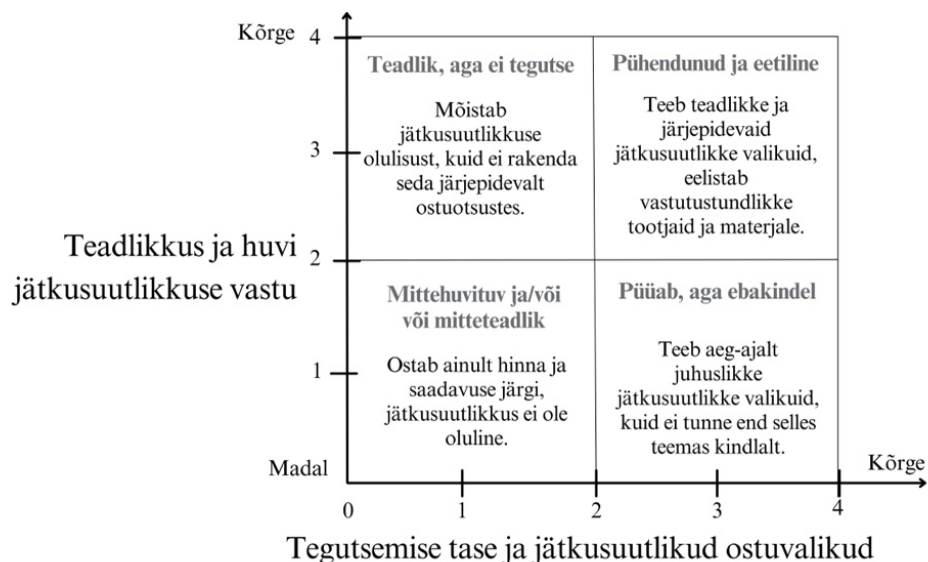 Kõrge
4
3
2
1
Madal
Teadlikkus ja huvi
jätkusuutlikkuse vastu
Teadlik, aga ei tegutse
Mõistab
jätkusuutlikkuse
olulisust, kuid ei rakenda
seda järjepidevalt
ostuotsustes.
Pühendunud ja eetiline
Teeb teadlikke ja
järjepidevaid
jätkusuutlikke valikuid,
eelistab
vastutustundlikke
tootjaid ja materjale.
Mittehuvituv ja/või
või mitteteadlik
Ostab ainult hinna ja
saadavuse järgi,
jätkusuutlikkus ei ole
oluline.
Püüab, aga ebakindel
Teeb aeg-ajalt
juhuslikke
jätkusuutlikke valikuid,
kuid ei tunne end selles
teemas kindlalt.
Kõrge
0 1 2 3 4
Tegutsemise tase ja jätkusuutlikud ostuvalikud